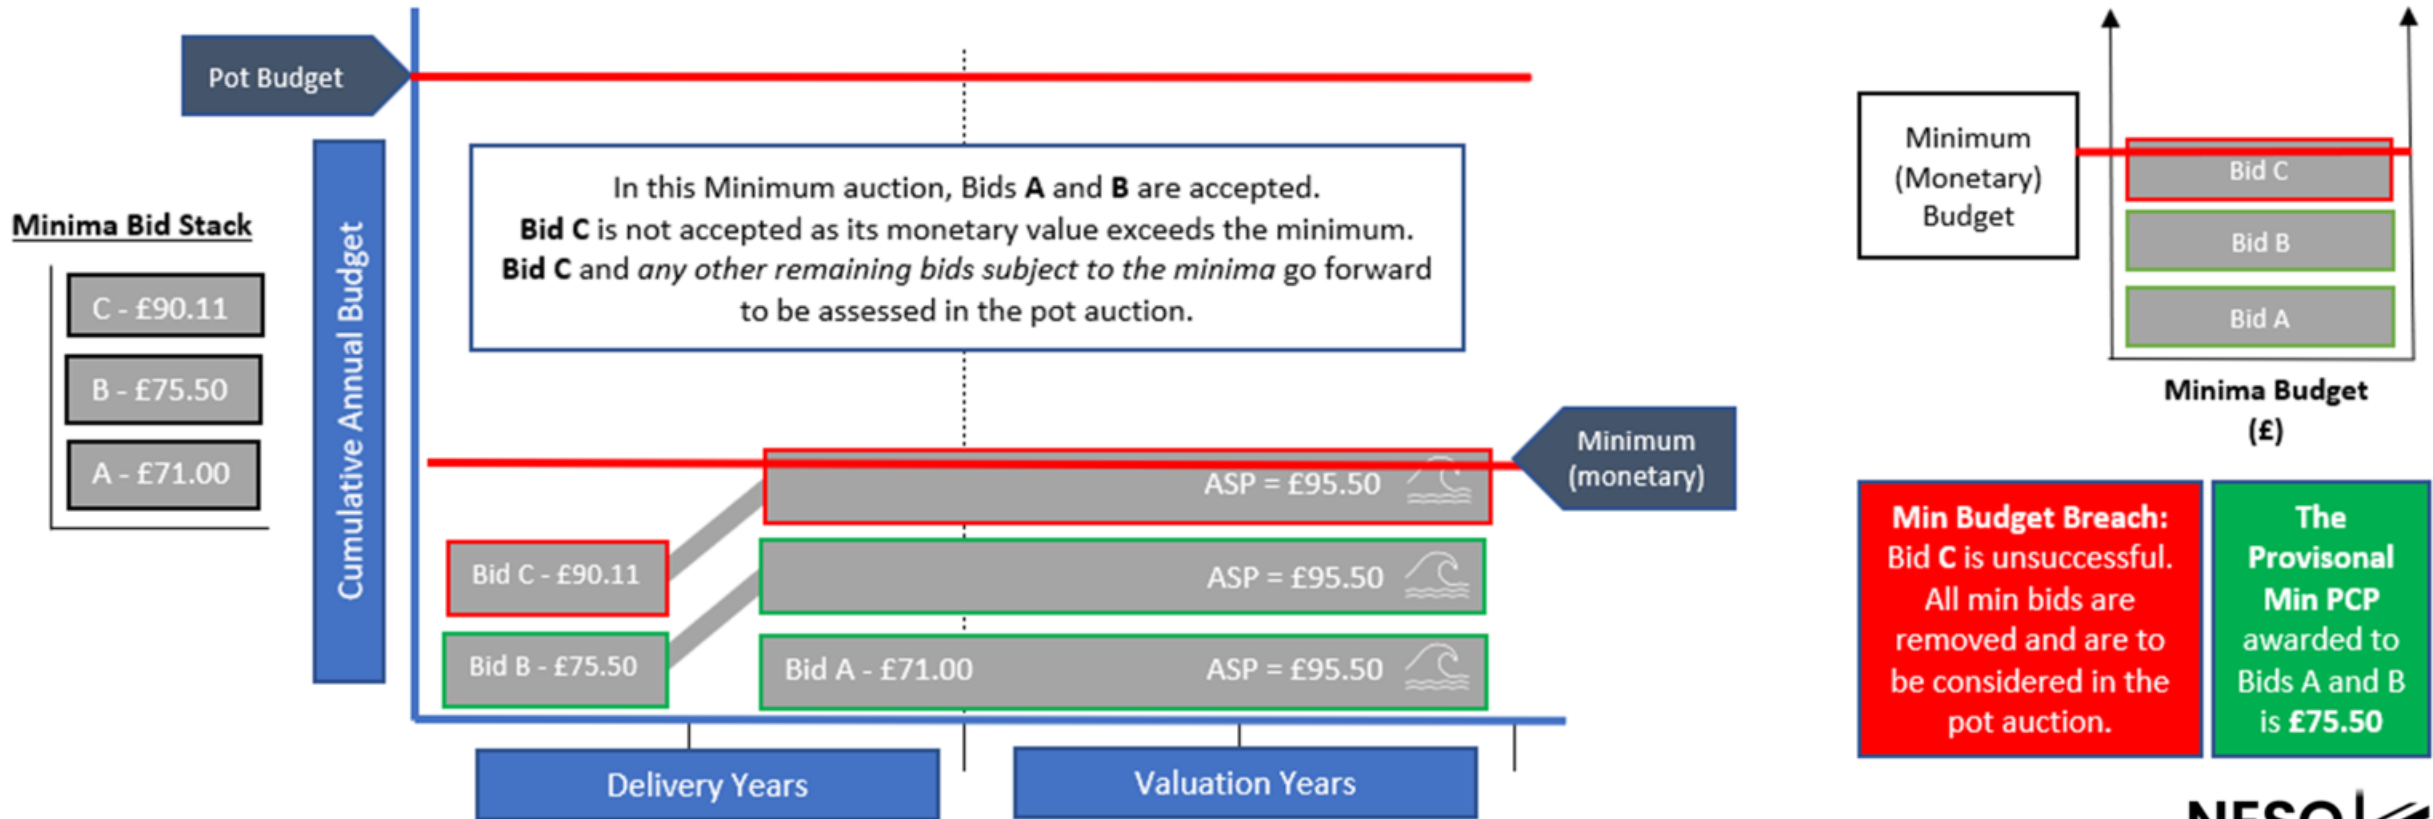 Pot Budget
In this Minimum auction, Bids A and B are accepted.
Bid C is not accepted as its monetary value exceeds the minimum.
Bid C and any other remaining bids subject to the minima go forward
to be assessed in the pot auction.
Minima Bid Stack
C - £90.11
B - £75.50
A - £71.00
Cumulative Annual Budget
Minimum
(monetary)
ASP = £95.50
Bid C - £90.11
ASP = £95.50
Bid B - £75.50
Bid A - £71.00
ASP = £95.50
Delivery Years
Valuation Years
Minimum
(Monetary)
Budget
Bid C
Bid B
Bid A
Minima Budget
(£)
Min Budget Breach:
Bid C is unsuccessful.
All min bids are
removed and are to
be considered in the
pot auction.
The
Provisonal
Min PCP
awarded to
Bids A and B
is £75.50
NESO